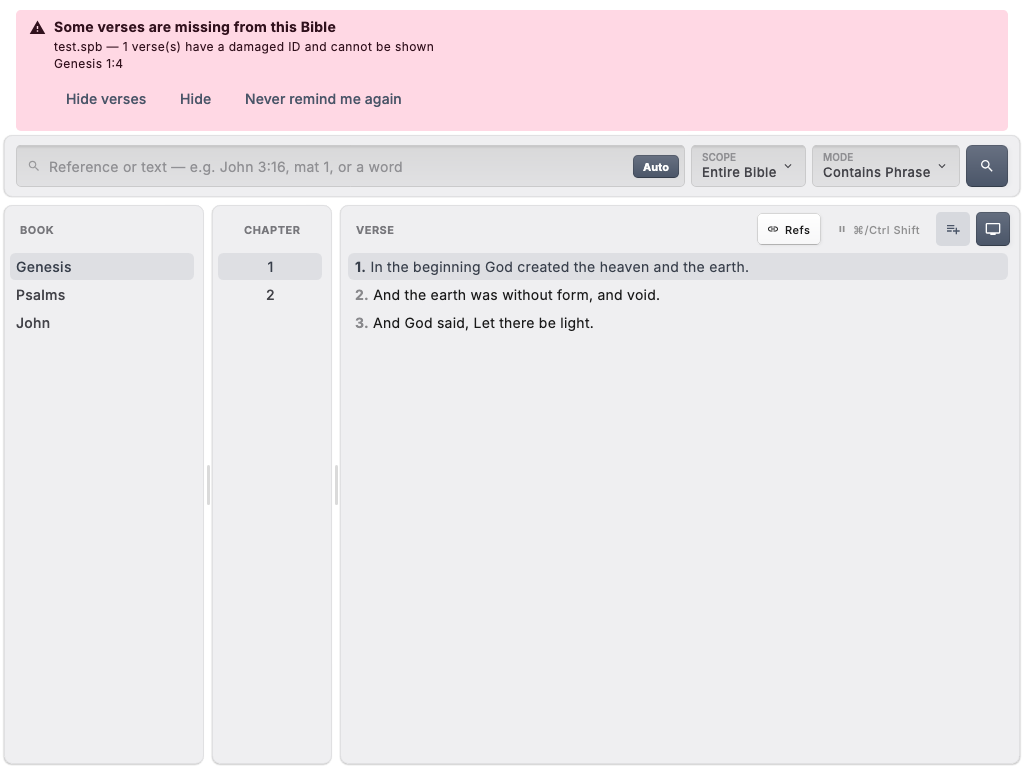 Some verses are missing from this Bible
test.spb — 1 verse(s) have a damaged ID and cannot be shown
Genesis 1:4
Hide verses Hide Never remind me again
Reference or text — e.g. John 3:16, mat 1, or a word
Auto
SCOPE
Entire Bible
MODE
Contains Phrase
BOOK
Genesis
Psalms
John
CHAPTER
1
2
VERSE
Refs
⌘/Ctrl Shift
1. In the beginning God created the heaven and the earth.
2. And the earth was without form, and void.
3. And God said, Let there be light.